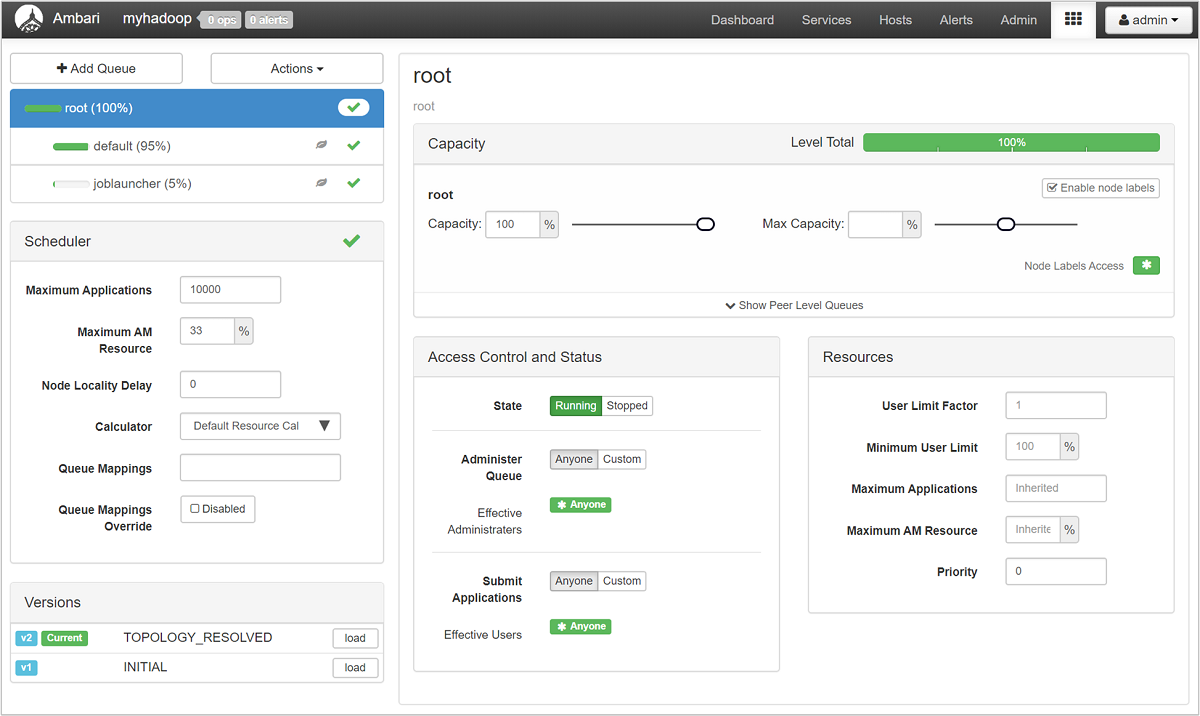 Ambari myhadoop 0 ops 0 alerts Dashboard Services Hosts Alerts Admin admin
Add Queue Actions
root (100%)
default (95%)
joblauncher (5%)
Scheduler
Maximum Applications 10000
Maximum AM Resource 33 %
Node Locality Delay 0
Calculator Default Resource Cal
Queue Mappings
Queue Mappings Override Disabled
Versions
v2 Current TOPOLOGY_RESOLVED load
v1 INITIAL load
root
root
Capacity Level Total 100%
root Enable node labels
Capacity: 100 % Max Capacity: %
Node Labels Access
Show Peer Level Queues
Access Control and Status
State Running Stopped
Administer Queue Anyone Custom
Effective Administraters Anyone
Submit Applications Anyone Custom
Effective Users Anyone
Resources
User Limit Factor 1
Minimum User Limit 100 %
Maximum Applications Inherited
Maximum AM Resource Inherite %
Priority 0